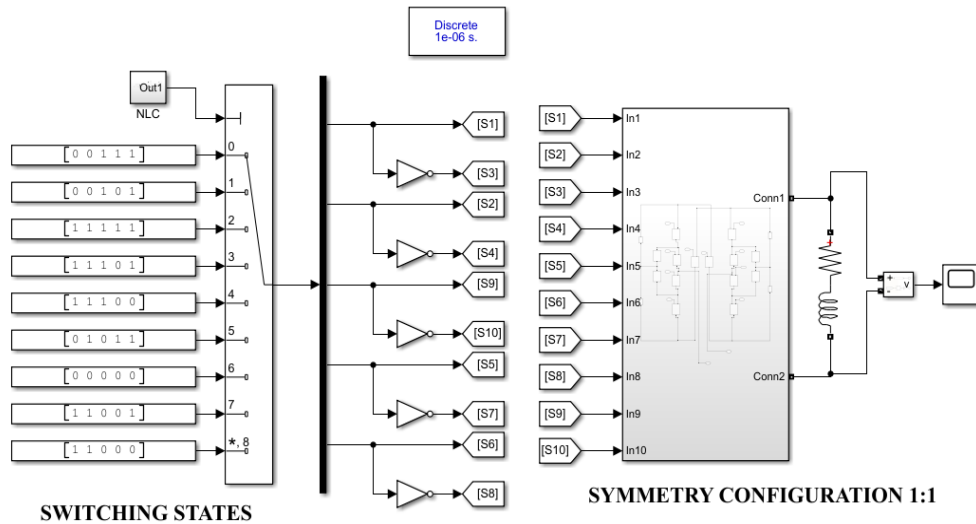 Discrete
1e-06 s.
Out1
NLC
[ 0 0 1 1 1 ]
0
[ 0 0 1 0 1 ]
1
[ 1 1 1 1 1 ]
2
[ 1 1 1 0 1 ]
3
[ 1 1 1 0 0 ]
4
[ 0 1 0 1 1 ]
5
[ 0 0 0 0 0 ]
6
[ 1 1 0 0 1 ]
7
[ 1 1 0 0 0 ]
*, 8
[S1]
[S3]
[S2]
[S4]
[S9]
[S10]
[S5]
[S7]
[S6]
[S8]
SWITCHING STATES
[S1]
In1
[S2]
In2
[S3]
In3
[S4]
In4
[S5]
In5
[S6]
In6
[S7]
In7
[S8]
In8
[S9]
In9
[S10]
In10
Conn1
Conn2
+
+
-
v
SYMMETRY CONFIGURATION 1:1